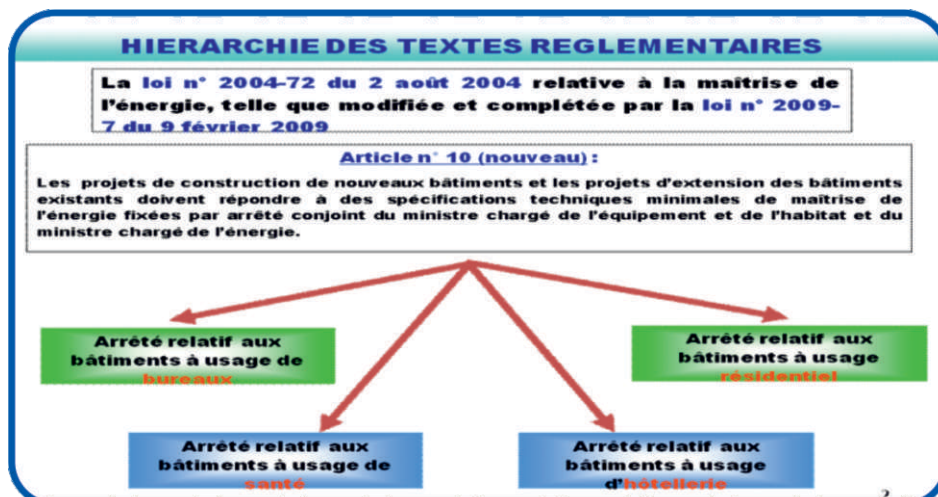 HIERARCHIE DES TEXTES REGLEMENTAIRES
La loi n° 2004-72 du 2 août 2004 relative à la maîtrise de
l'énergie, telle que modifiée et complétée par la loi n° 2009-
7 du 9 février 2009
Article n° 10 (nouveau) :
Les projets de construction de nouveaux bâtiments et les projets d'extension des bâtiments
existants doivent répondre à des spécifications techniques minimales de maîtrise de
l'énergie fixées par arrêté conjoint du ministre chargé de l'équipement et de l'habitat et du
ministre chargé de l'énergie.
Arrêté relatif aux
bâtiments à usage de
bureaux
Arrêté relatif aux
bâtiments à usage
résidentiel
Arrêté relatif aux
bâtiments à usage de
santé
Arrêté relatif aux
bâtiments à usage
d'hôtellerie